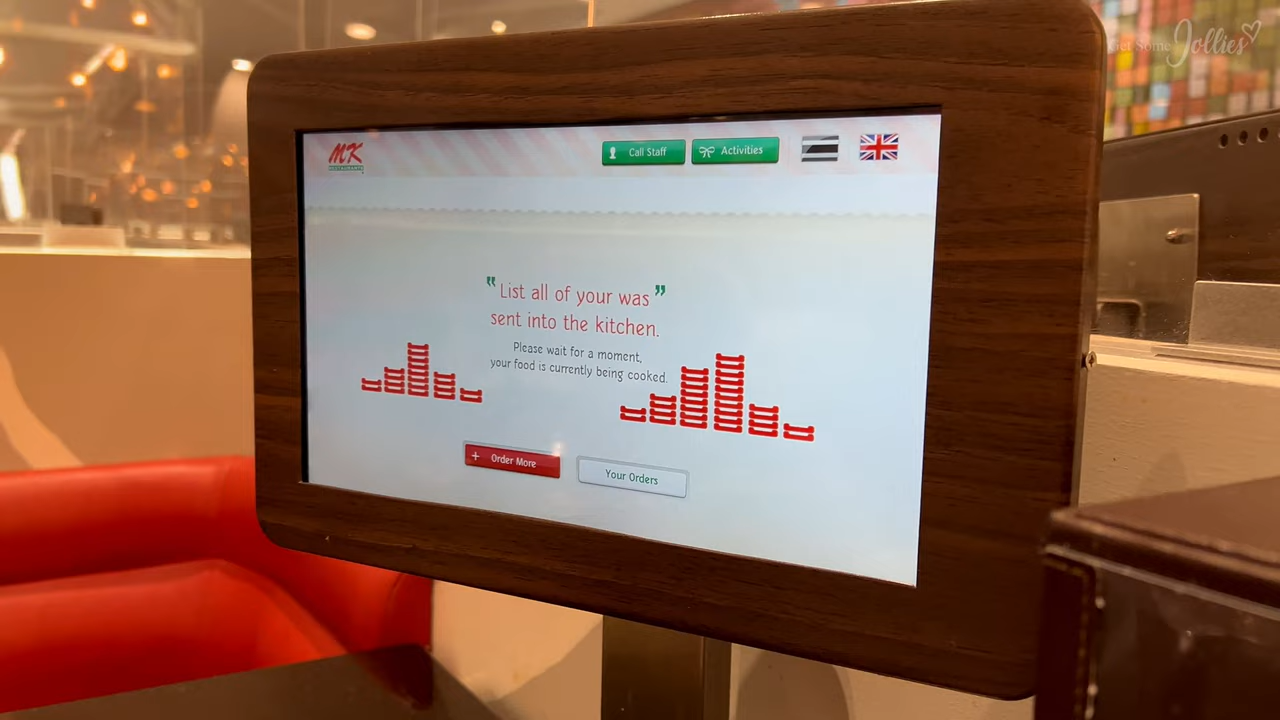 Get Some Jollies
MK
RESTAURANTS
Call Staff
Activities
"List all of your was"
sent into the kitchen.
Please wait for a moment,
your food is currently being cooked.
+ Order More
Your Orders